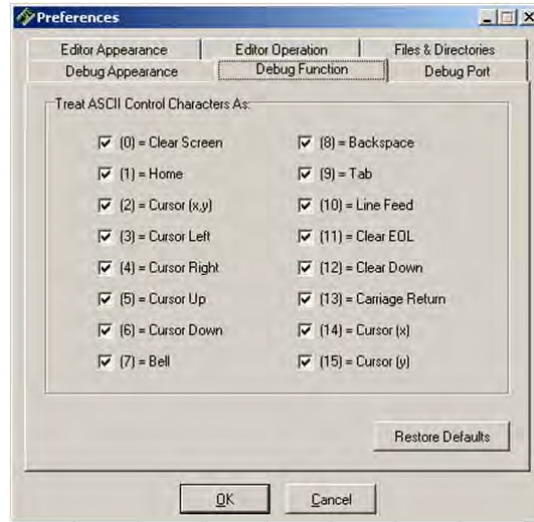 Preferences
Editor Appearance Editor Operation Files & Directories
Debug Appearance Debug Function Debug Port
Treat ASCII Control Characters As:
(0) = Clear Screen (8) = Backspace
(1) = Home (9) = Tab
(2) = Cursor (x,y) (10) = Line Feed
(3) = Cursor Left (11) = Clear EOL
(4) = Cursor Right (12) = Clear Down
(5) = Cursor Up (13) = Carriage Return
(6) = Cursor Down (14) = Cursor (x)
(7) = Bell (15) = Cursor (y)
Restore Defaults
OK Cancel